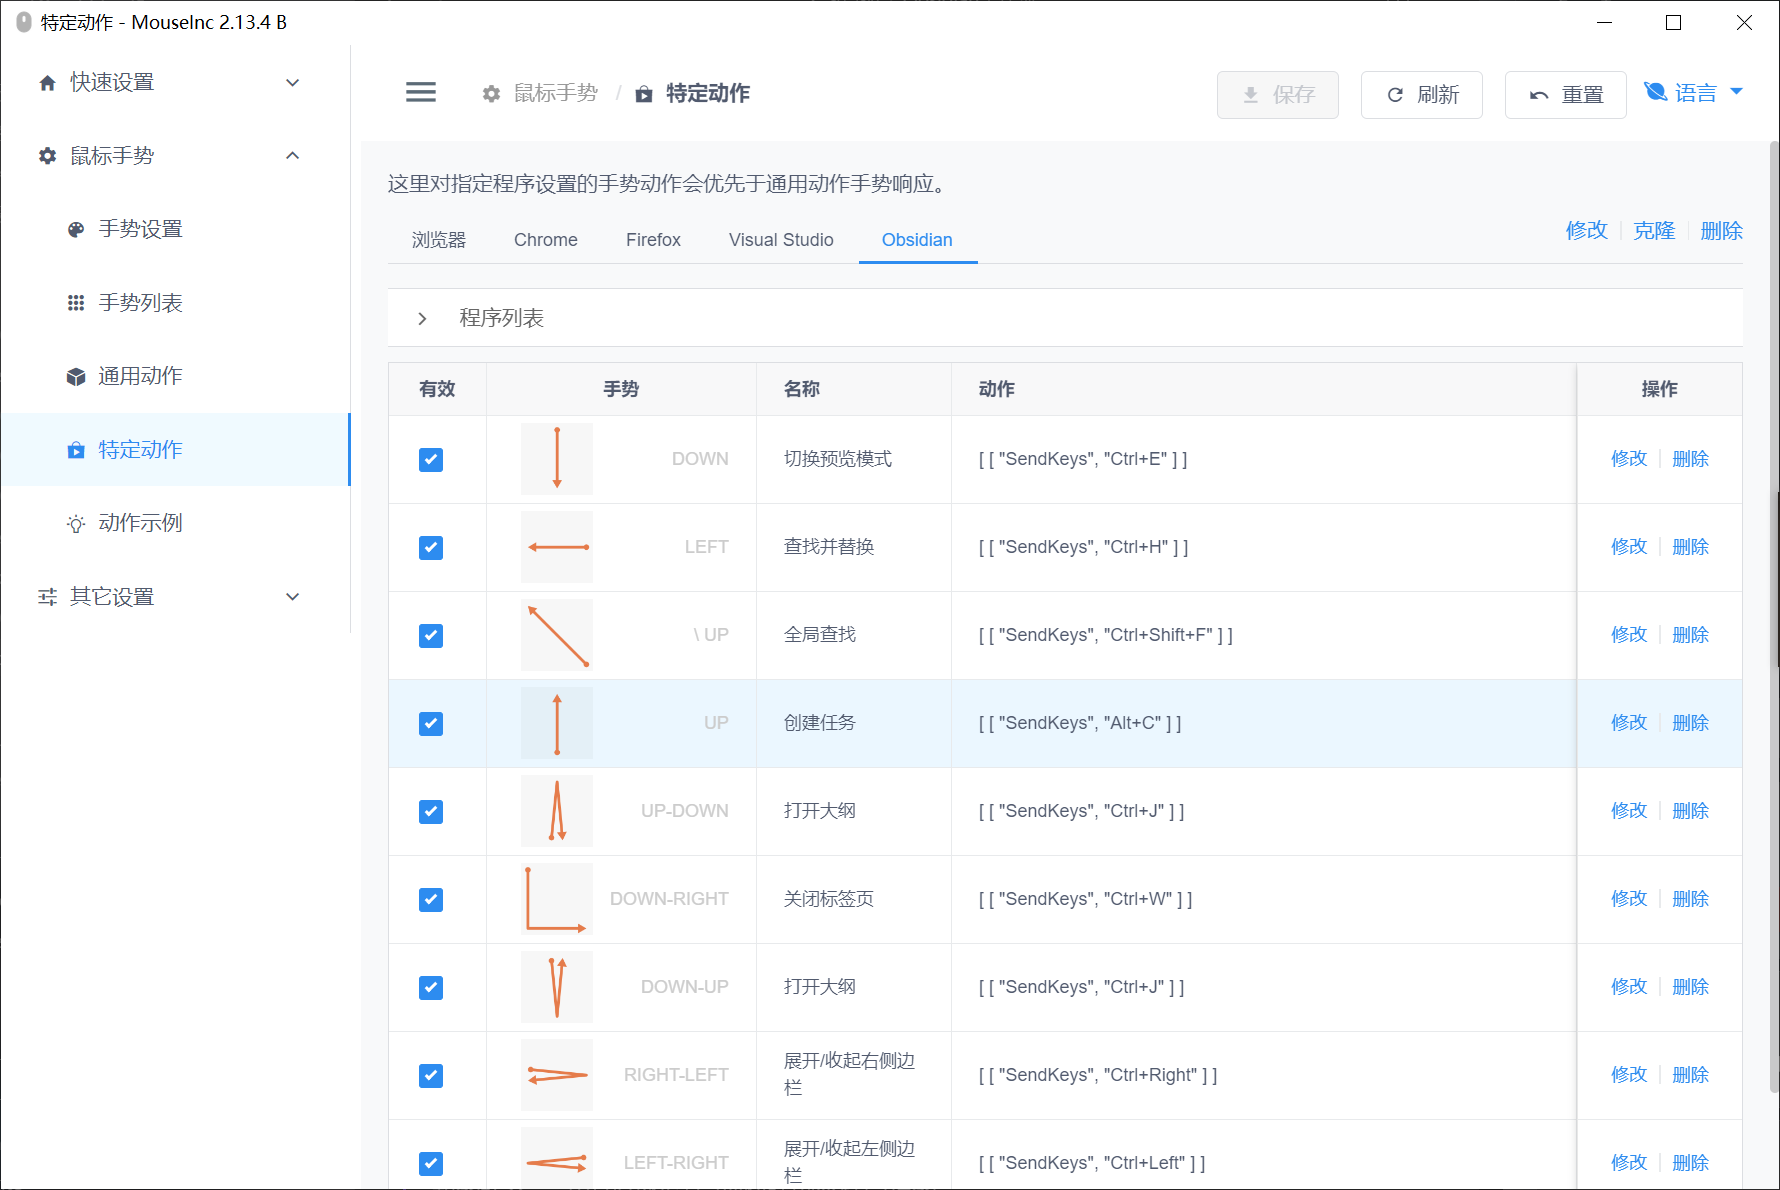 特定动作 - MouseInc 2.13.4 B
快速设置
鼠标手势
手势设置
手势列表
通用动作
特定动作
动作示例
其它设置
鼠标手势 / 特定动作
保存
刷新
重置
语言
这里对指定程序设置的手势动作会优先于通用动作手势响应。
浏览器 Chrome Firefox Visual Studio Obsidian
修改 克隆 删除
程序列表
有效 手势 名称 动作 操作
DOWN 切换预览模式 [ [ "SendKeys", "Ctrl+E" ] ] 修改 删除
LEFT 查找并替换 [ [ "SendKeys", "Ctrl+H" ] ] 修改 删除
\ UP 全局查找 [ [ "SendKeys", "Ctrl+Shift+F" ] ] 修改 删除
UP 创建任务 [ [ "SendKeys", "Alt+C" ] ] 修改 删除
UP-DOWN 打开大纲 [ [ "SendKeys", "Ctrl+J" ] ] 修改 删除
DOWN-RIGHT 关闭标签页 [ [ "SendKeys", "Ctrl+W" ] ] 修改 删除
DOWN-UP 打开大纲 [ [ "SendKeys", "Ctrl+J" ] ] 修改 删除
RIGHT-LEFT 展开/收起右侧边
栏 [ [ "SendKeys", "Ctrl+Right" ] ] 修改 删除
LEFT-RIGHT 展开/收起左侧边
栏 [ [ "SendKeys", "Ctrl+Left" ] ] 修改 删除